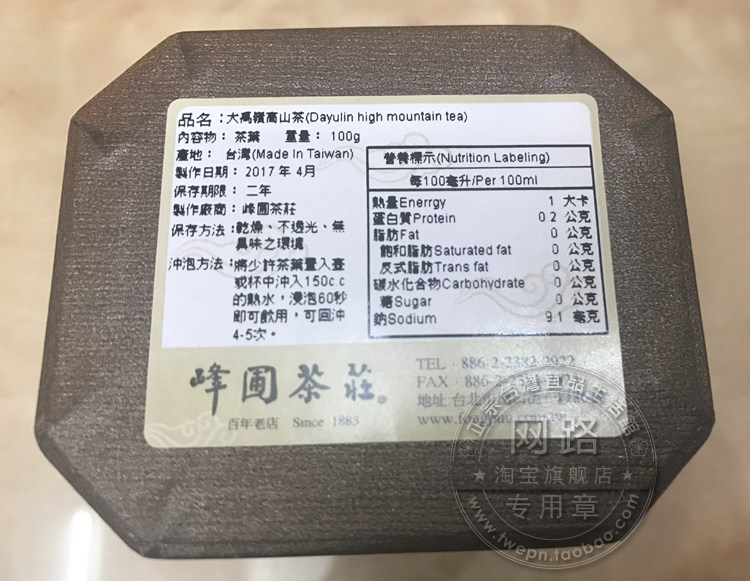 品名：大禹嶺高山茶(Dayulin high mountain tea)
內容物： 茶葉 重量： 100g
產地： 台灣(Made In Taiwan)
製作日期： 2017 年 4月
保存期限： 二年
製作廠商： 峰圃茶莊
保存方法：乾燥、不透光、無
異味之環境
沖泡方法：將少許茶葉置入壺
或杯中沖入150c.c
的熱水，浸泡60秒
即可飲用，可回沖
4-5次。
營養標示(Nutrition Labeling)
每100毫升/Per 100ml
熱量Enerrgy 1 大卡
蛋白質Protein 0.2 公克
脂肪Fat 0 公克
飽和脂肪Saturated fat 0 公克
反式脂肪Trans fat 0 公克
碳水化合物Carbohydrate 0 公克
糖Sugar 0 公克
鈉Sodium 9.1 毫克
峰圃茶莊®
百年老店 Since 1883
TEL：886-2-2382-2922
FAX：886-2-
地址:台北
网路
★ 淘宝旗舰店 ★
专用章
www.twepn.taobao.com